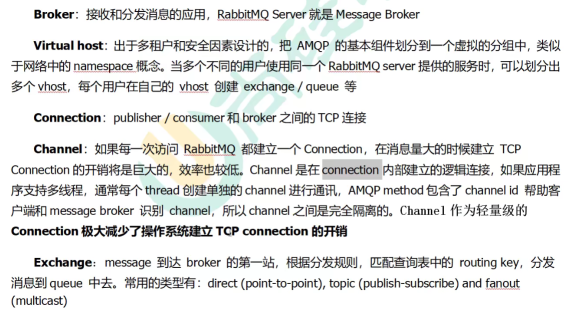 Broker：接收和分发消息的应用，RabbitMQ Server 就是 Message Broker
Virtual host：出于多租户和安全因素设计的，把 AMQP 的基本组件划分到一个虚拟的分组中，类似
于网络中的 namespace 概念。当多个不同的用户使用同一个 RabbitMQ server 提供的服务时，可以划分出
多个 vhost，每个用户在自己的 vhost 创建 exchange／queue 等
Connection：publisher／consumer 和 broker 之间的 TCP 连接
Channel：如果每一次访问 RabbitMQ 都建立一个 Connection，在消息量大的时候建立 TCP
Connection 的开销将是巨大的，效率也较低。Channel 是在 connection 内部建立的逻辑连接，如果应用程
序支持多线程，通常每个 thread 创建单独的 channel 进行通讯，AMQP method 包含了 channel id 帮助客
户端和 message broker 识别 channel，所以 channel 之间是完全隔离的。Channel 作为轻量级的
Connection 极大减少了操作系统建立 TCP connection 的开销
Exchange：message 到达 broker 的第一站，根据分发规则，匹配查询表中的 routing key，分发
消息到 queue 中去。常用的类型有：direct (point-to-point), topic (publish-subscribe) and fanout
(multicast)